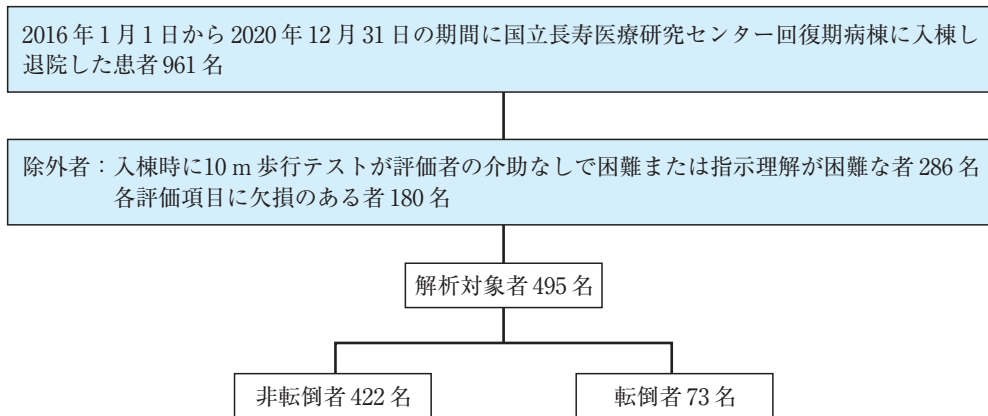 2016年1月1日から2020年12月31日の期間に国立長寿医療研究センター回復期病棟に入棟し
退院した患者961名
除外者：入棟時に10 m 歩行テストが評価者の介助なしで困難または指示理解が困難な者286名
各評価項目に欠損のある者180名
解析対象者495名
非転倒者422名
転倒者73名